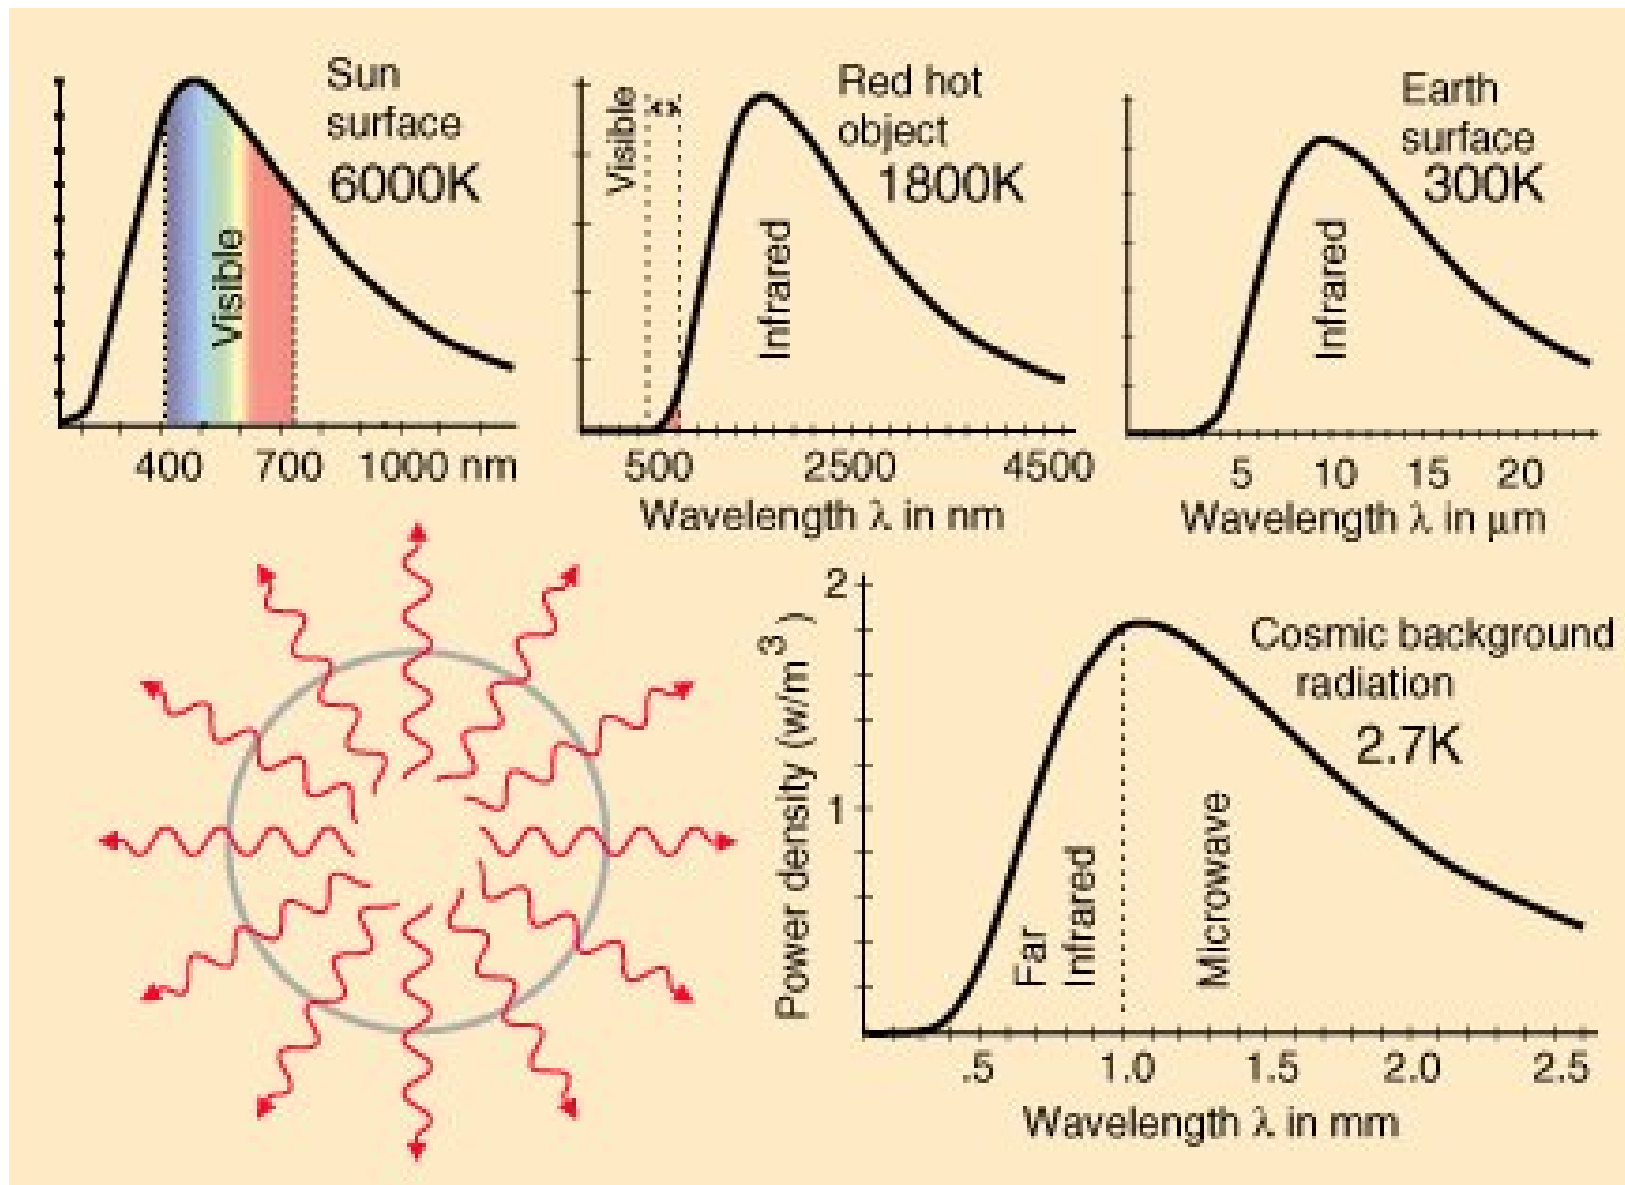 Sun
surface
6000K
Visible
400 700 1000 nm
Visible
Red hot
object
1800K
Infrared
500 2500 4500
Wavelength λ in nm
Earth
surface
300K
Infrared
5 10 15 20
Wavelength λ in μm
2
1
Power density (w/m³)
Cosmic background
radiation
2.7K
Far
Infrared
Microwave
.5 1.0 1.5 2.0 2.5
Wavelength λ in mm